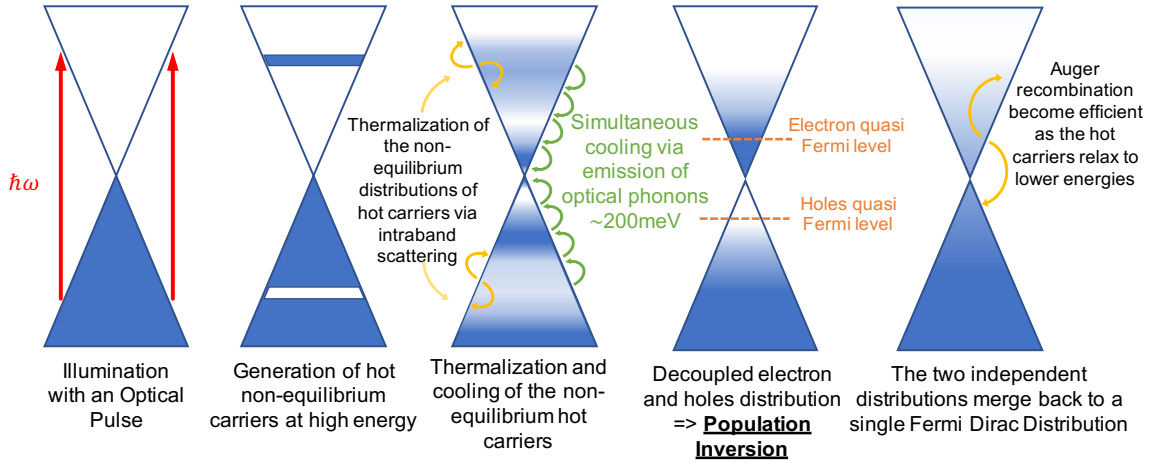 ℏω
Thermalization of
the non-
equilibrium
distributions of
hot carriers via
intraband
scattering
Simultaneous
cooling via
emission of
optical phonons
~200meV
Electron quasi
Fermi level
Holes quasi
Fermi level
Auger
recombination
become efficient
as the hot
carriers relax to
lower energies
Illumination
with an Optical
Pulse
Generation of hot
non-equilibrium
carriers at high energy
Thermalization and
cooling of the non-
equilibrium hot
carriers
Decoupled electron
and holes distribution
=> Population
Inversion
The two independent
distributions merge back to a
single Fermi Dirac Distribution